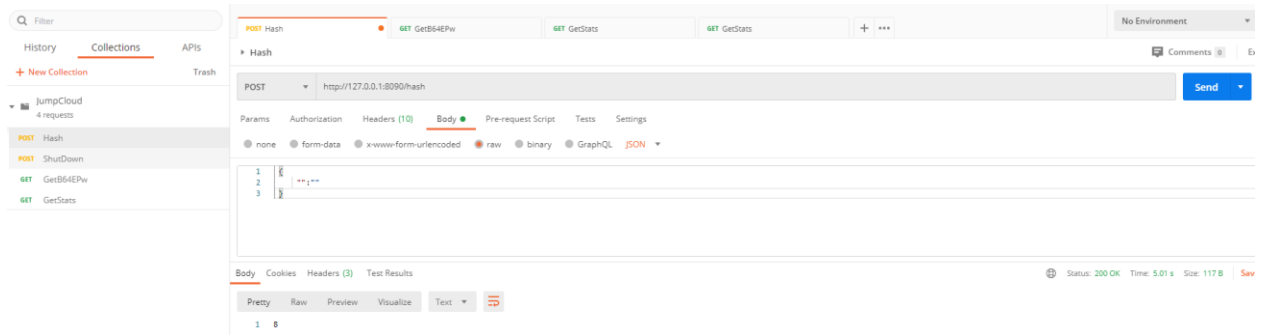 Filter
History Collections APIs
+ New Collection Trash
JumpCloud
4 requests
POST Hash
POST ShutDown
GET GetB64EPw
GET GetStats
POST Hash GET GetB64EPw GET GetStats GET GetStats + ••• No Environment
Hash Comments 0
POST http://127.0.0.1:8090/hash Send
Params Authorization Headers (10) Body Pre-request Script Tests Settings
none form-data x-www-form-urlencoded raw binary GraphQL JSON
1 {
2 "":""
3 }
Body Cookies Headers (3) Test Results Status: 200 OK Time: 5.01 s Size: 117 B Sav
Pretty Raw Preview Visualize Text
1 8